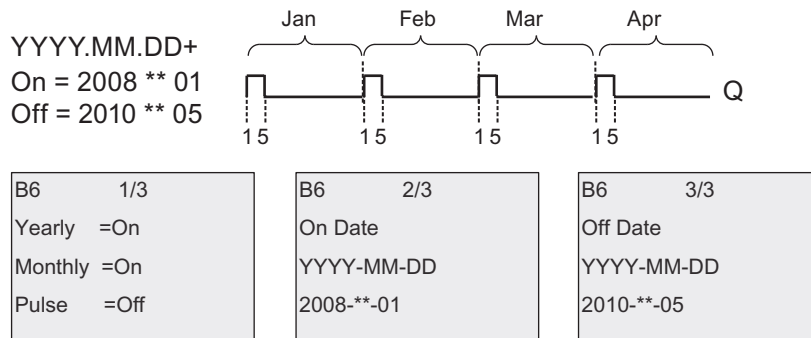 Jan Feb Mar Apr
YYYY.MM.DD+
On = 2008 ** 01
Off = 2010 ** 05
Q
1 5 1 5 1 5 1 5
B6 1/3
Yearly =On
Monthly =On
Pulse =Off
B6 2/3
On Date
YYYY-MM-DD
2008-**-01
B6 3/3
Off Date
YYYY-MM-DD
2010-**-05